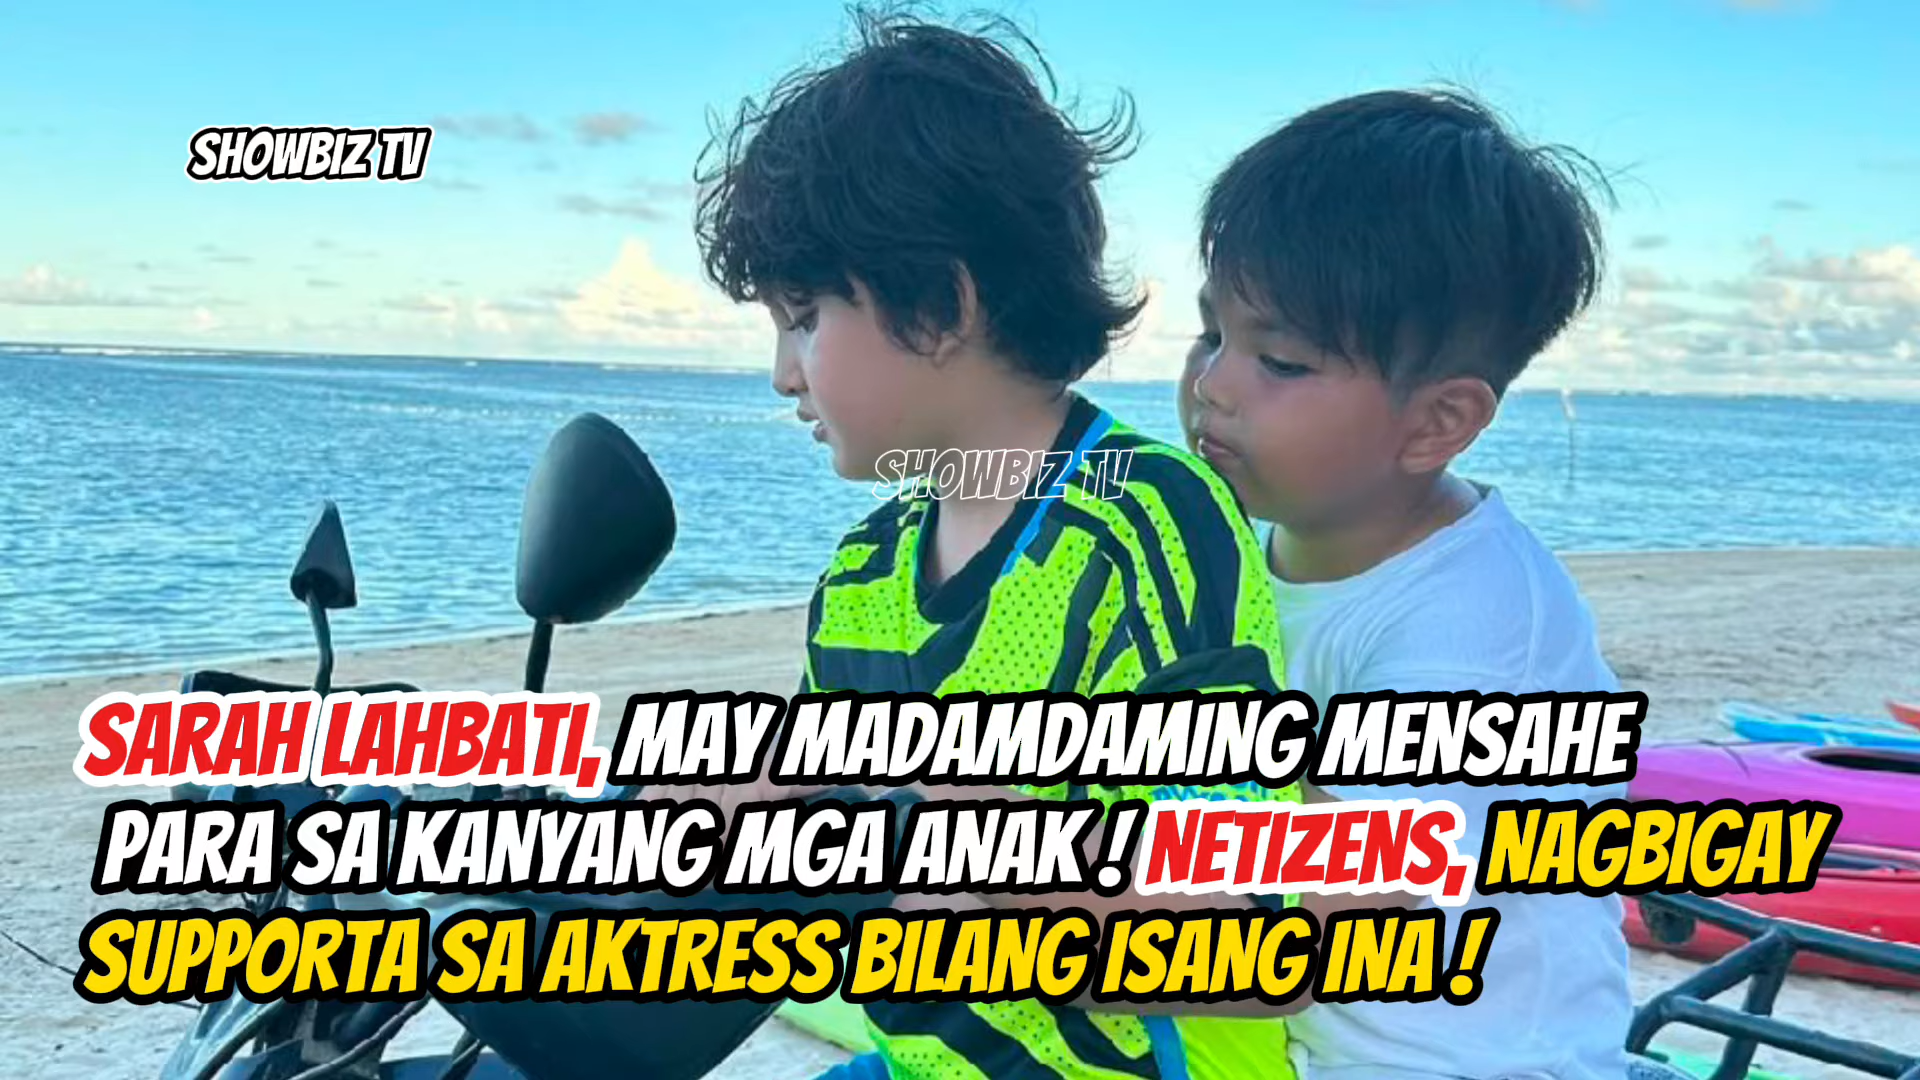 SHOWBIZ TV
SHOWBIZ TV
SARAH LAHBATI, MAY MADAMDAMING MENSAHE
PARA SA KANYANG MGA ANAK! NETIZENS, NAGBIGAY
SUPPORTA SA AKTRESS BILANG ISANG INA!